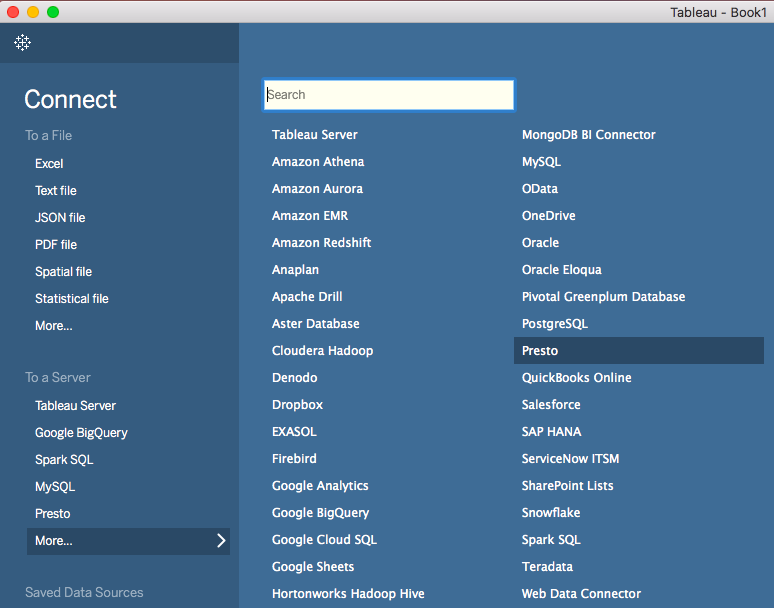 Tableau - Book1
Connect
To a File
Excel
Text file
JSON file
PDF file
Spatial file
Statistical file
More...
To a Server
Tableau Server
Google BigQuery
Spark SQL
MySQL
Presto
More...
Saved Data Sources
Search
Tableau Server
Amazon Athena
Amazon Aurora
Amazon EMR
Amazon Redshift
Anaplan
Apache Drill
Aster Database
Cloudera Hadoop
Denodo
Dropbox
EXASOL
Firebird
Google Analytics
Google BigQuery
Google Cloud SQL
Google Sheets
Hortonworks Hadoop Hive
MongoDB BI Connector
MySQL
OData
OneDrive
Oracle
Oracle Eloqua
Pivotal Greenplum Database
PostgreSQL
Presto
QuickBooks Online
Salesforce
SAP HANA
ServiceNow ITSM
SharePoint Lists
Snowflake
Spark SQL
Teradata
Web Data Connector